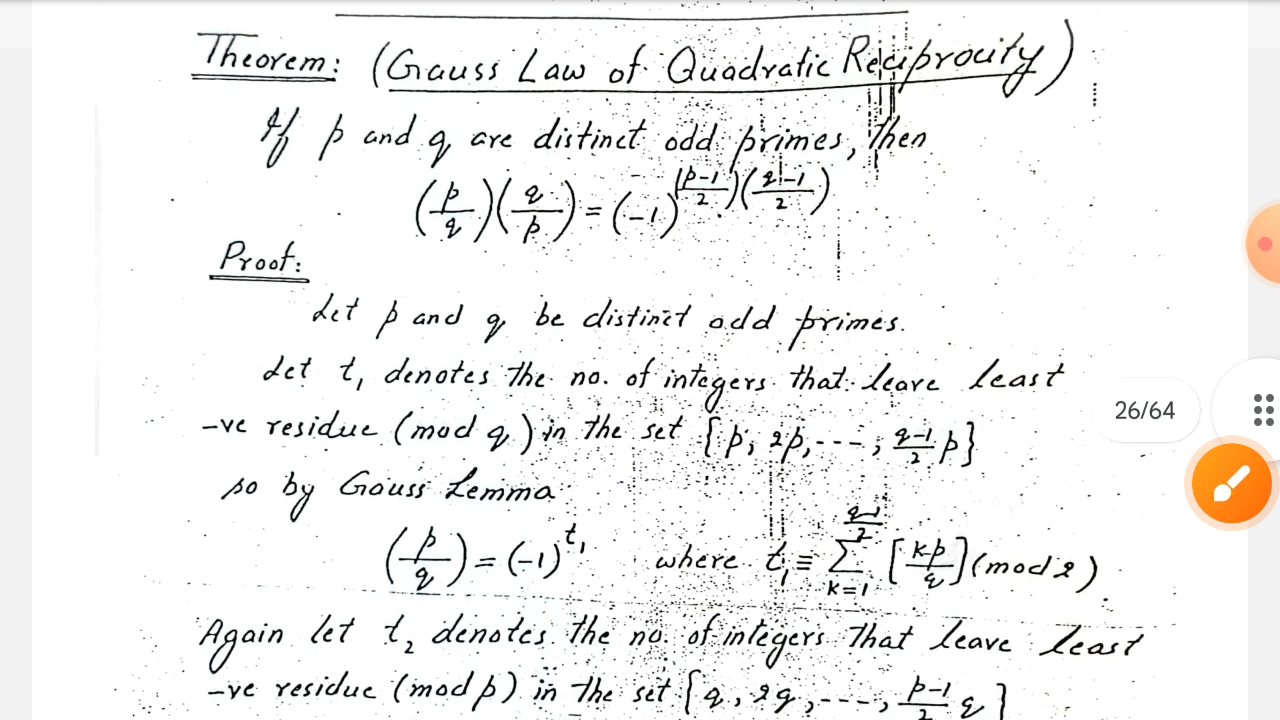 Theorem: (Gauss Law of Quadratic Reciprocity)
If p and q are distinct odd primes, then
(p/q)(q/p) = (-1)^((p-1)/2)((q-1)/2)
Proof:
Let p and q be distinct odd primes.
Let t₁ denotes the no. of integers that leave least
-ve residue (mod q) in the set {p, 2p, ---, (q-1)/2 p}
so by Gauss Lemma
(p/q) = (-1)^t₁ where t₁ ≡ Σ_{k=1}^{(q-1)/2} [kp/q] (mod 2)
26/64
Again let t₂ denotes the no. of integers that leave least
-ve residue (mod p) in the set {q, 2q, ---, (p-1)/2 q}